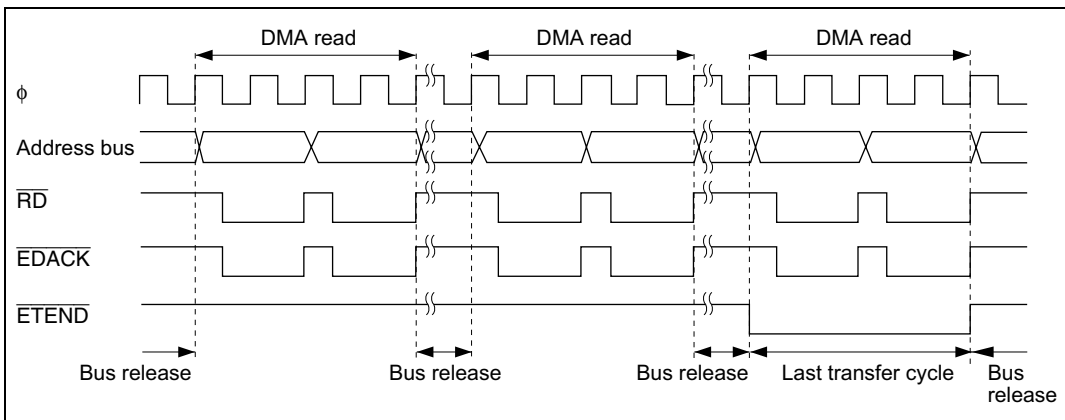 DMA read DMA read DMA read
ϕ
Address bus
RD
EDACK
ETEND
Bus release Bus release Bus release Last transfer cycle Bus
release